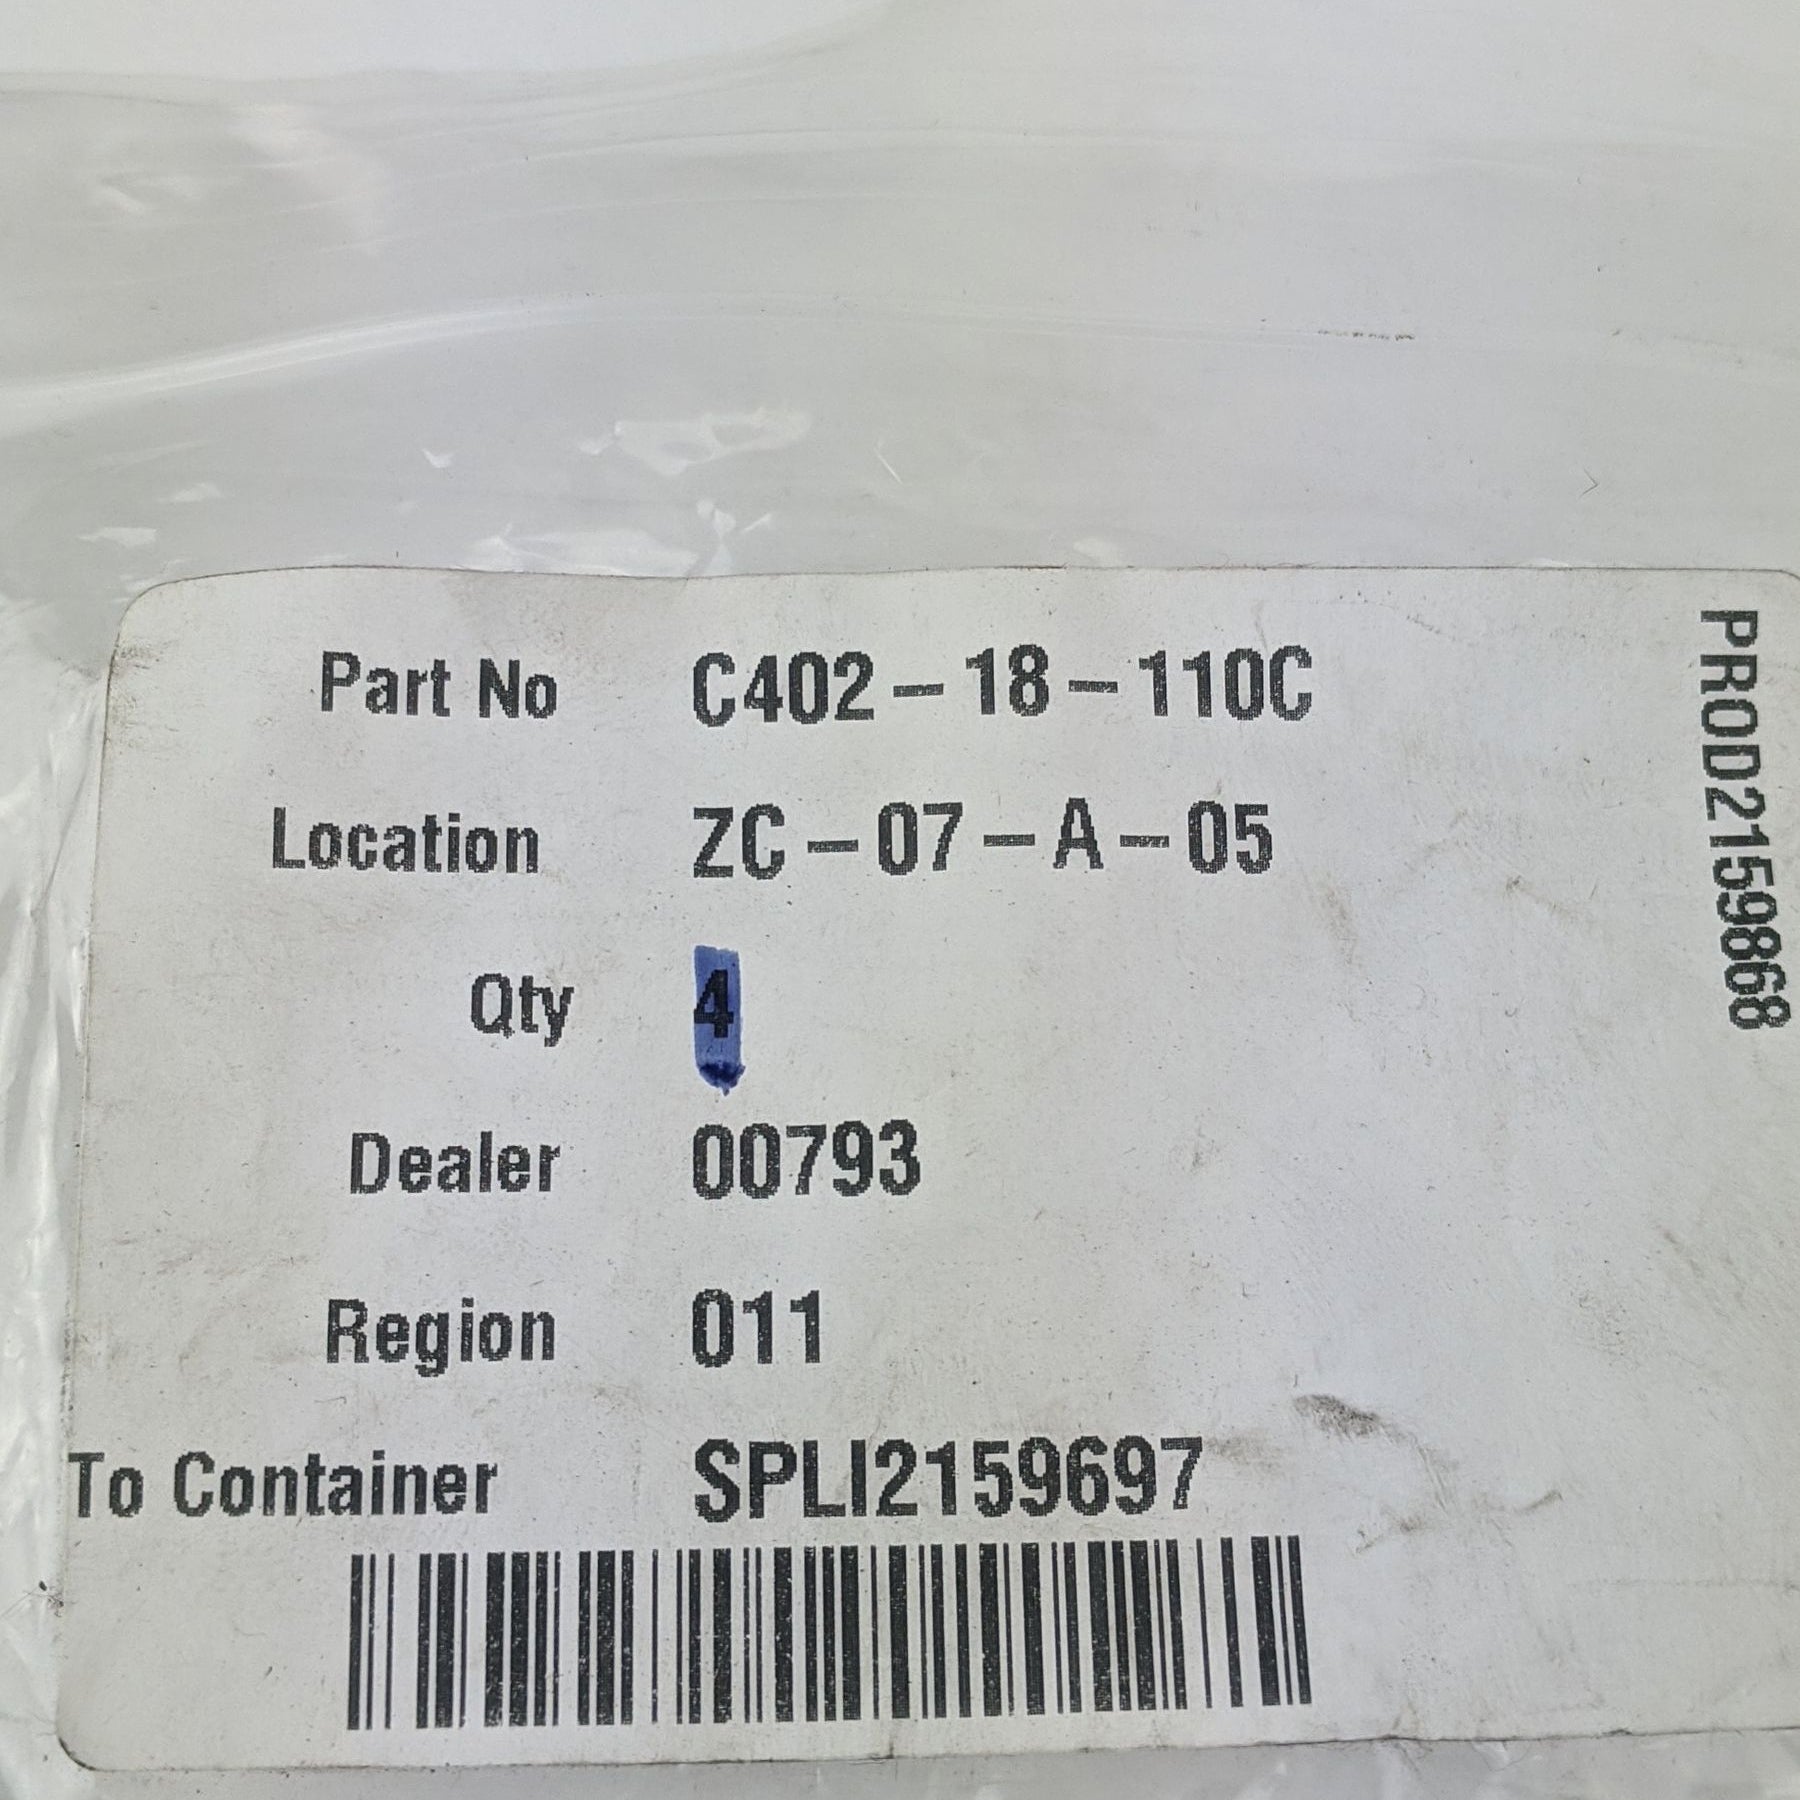 Part No C402-18-110C
Location ZC-07-A-05
Qty 4
Dealer 00793
Region 011
To Container SPLI2159697
PROD2159868